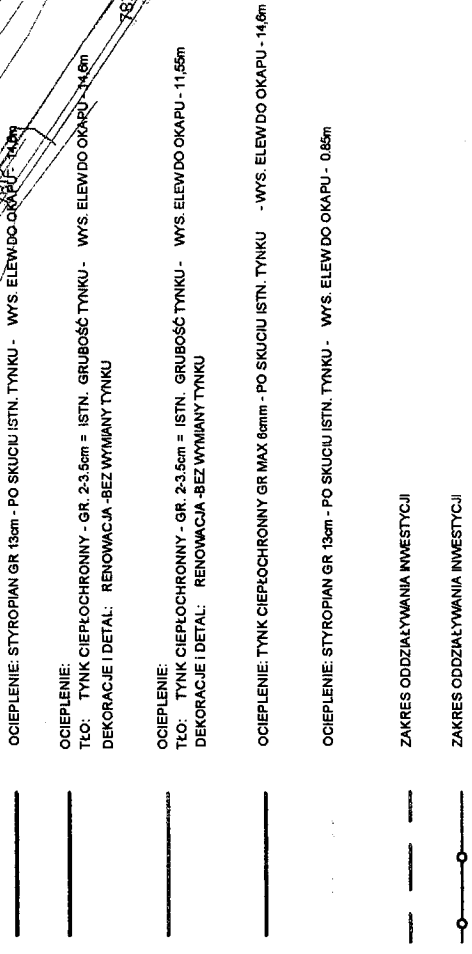 OCIEPLENIE: STYROPIAN GR 13cm - PO SKUCIU ISTN. TYNKU - WYS. ELEW DO OKAPU - 14,6m
OCIEPLENIE:
TŁO: TYNK CIEPŁOCHRONNY - GR. 2-3.5cm = ISTN. GRUBOŚĆ TYNKU - WYS. ELEW DO OKAPU - 14,6m
DEKORACJE I DETAL: RENOWACJA -BEZ WYMIANY TYNKU
OCIEPLENIE:
TŁO: TYNK CIEPŁOCHRONNY - GR. 2-3.5cm = ISTN. GRUBOŚĆ TYNKU - WYS. ELEW DO OKAPU - 11,55m
DEKORACJE i DETAL: RENOWACJA -BEZ WYMIANY TYNKU
OCIEPLENIE: TYNK CIEPŁOCHRONNY GR MAX 6cmm - PO SKUCIU ISTN. TYNKU - WYS. ELEW DO OKAPU - 14,6m
OCIEPLENIE: STYROPIAN GR 13cm - PO SKUCIU ISTN. TYNKU - WYS. ELEW DO OKAPU - 0.85m
ZAKRES ODDZIAŁYWANIA INWESTYCJI
ZAKRES ODDZIAŁYWANIA INWESTYCJI